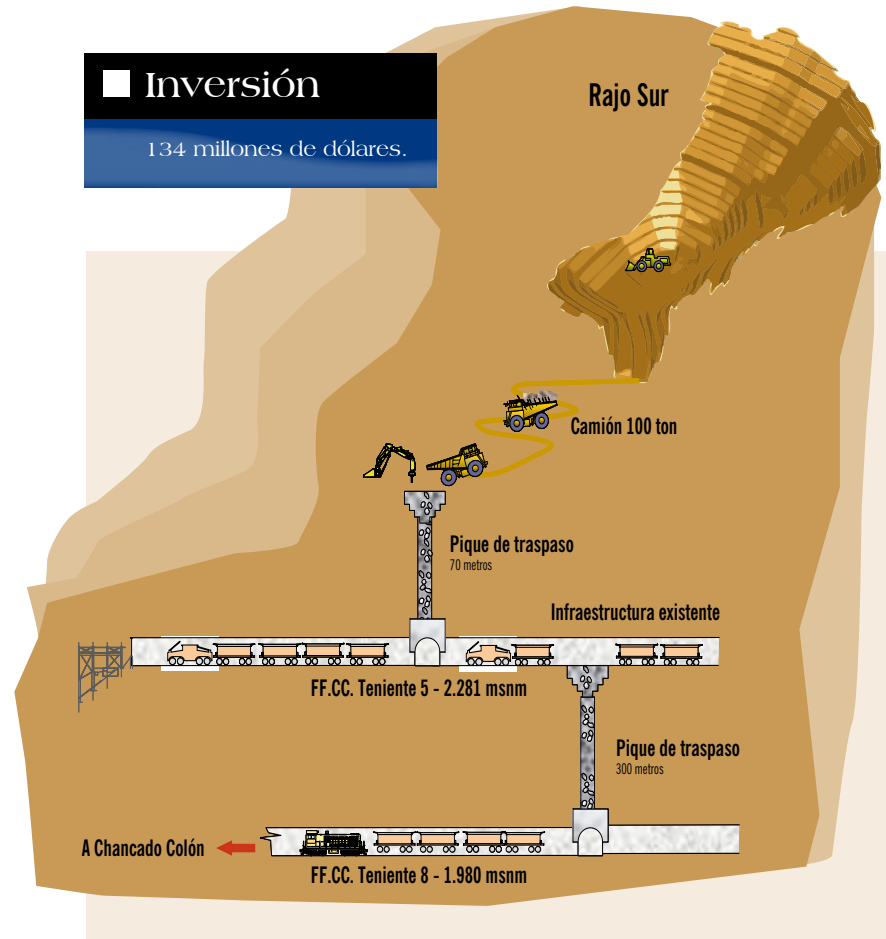 Inversión
134 millones de dólares.
Rajo Sur
Camión 100 ton
Pique de traspaso
70 metros
Infraestructura existente
FF.CC. Teniente 5 - 2.281 msnm
Pique de traspaso
300 metros
A Chancado Colón
FF.CC. Teniente 8 - 1.980 msnm